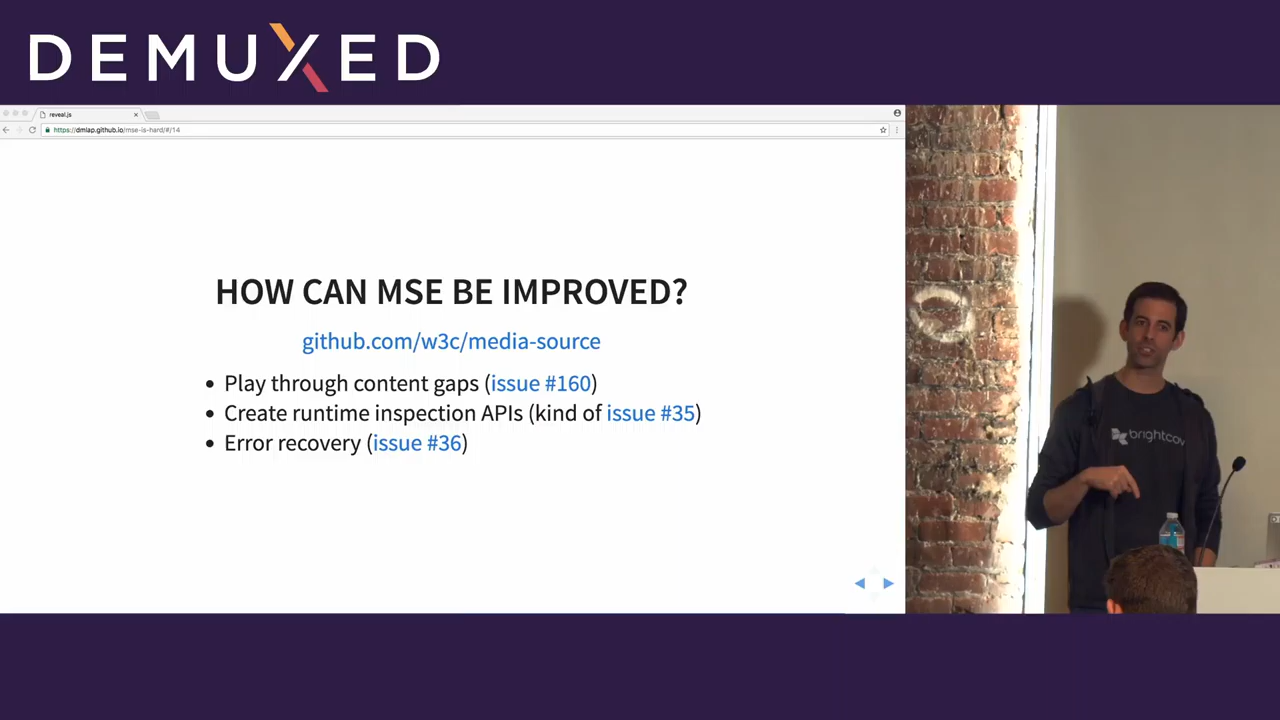 DEMUXED
reveal.js
https://dmlap.github.io/mse-is-hard/#/14
HOW CAN MSE BE IMPROVED?
github.com/w3c/media-source
• Play through content gaps (issue #160)
• Create runtime inspection APIs (kind of issue #35)
• Error recovery (issue #36)
brightcov